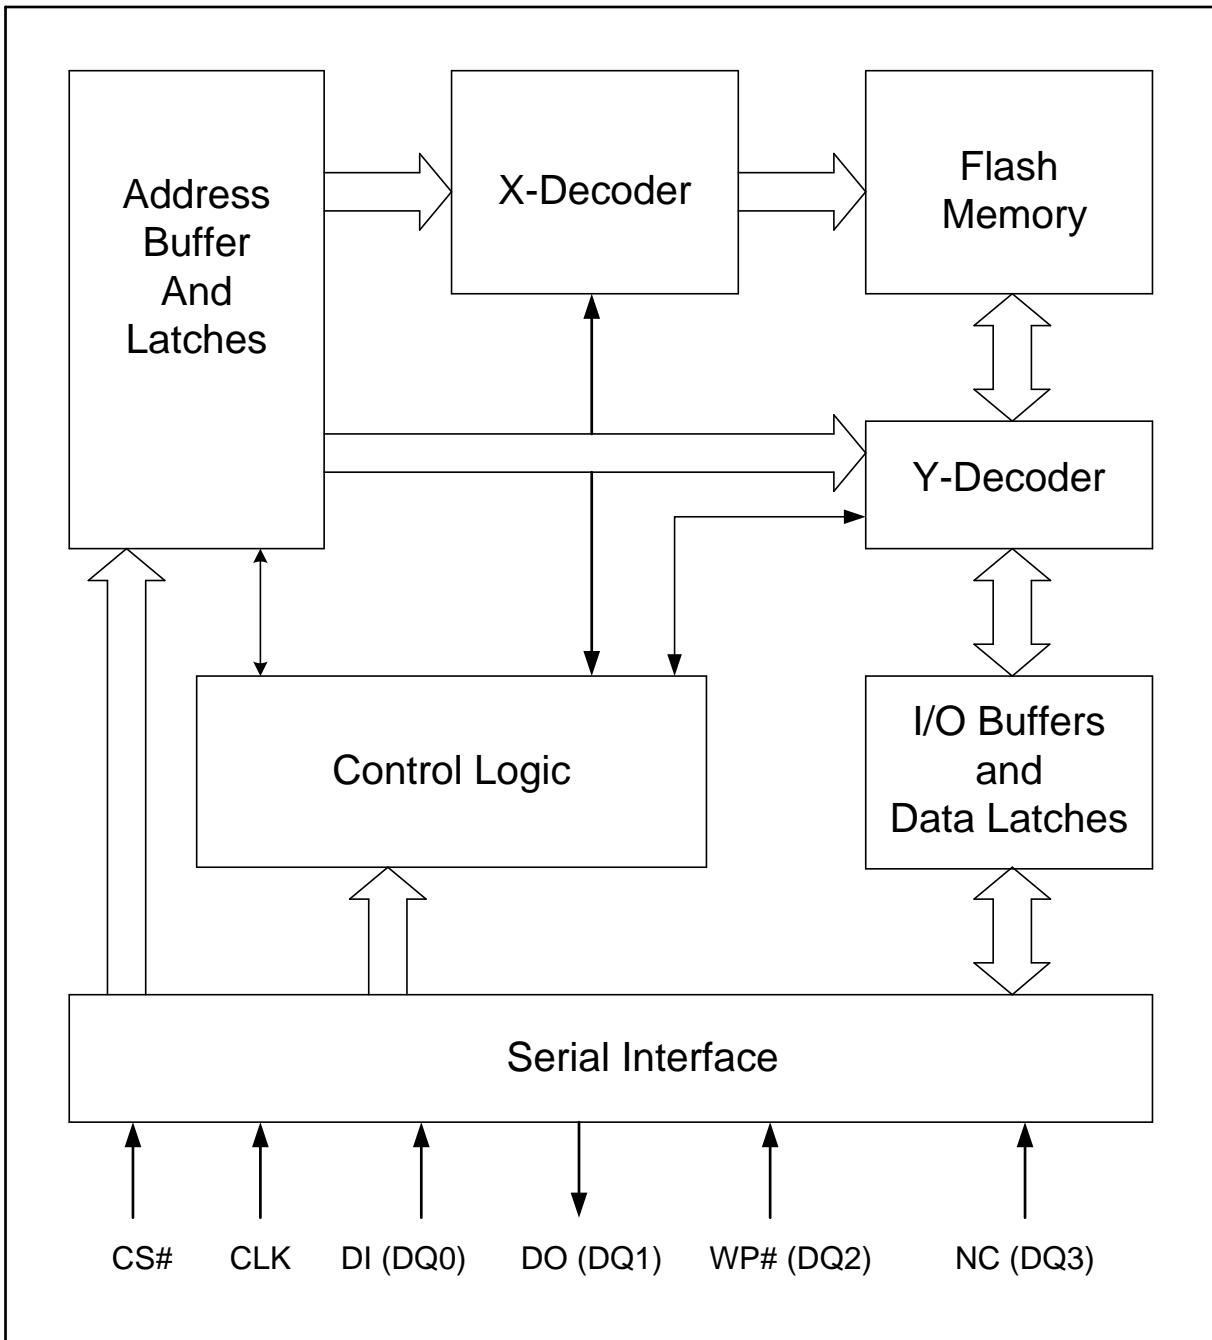 Address
Buffer
And
Latches
X-Decoder
Flash
Memory
Y-Decoder
Control Logic
I/O Buffers
and
Data Latches
Serial Interface
CS#
CLK
DI (DQ0)
DO (DQ1)
WP# (DQ2)
NC (DQ3)